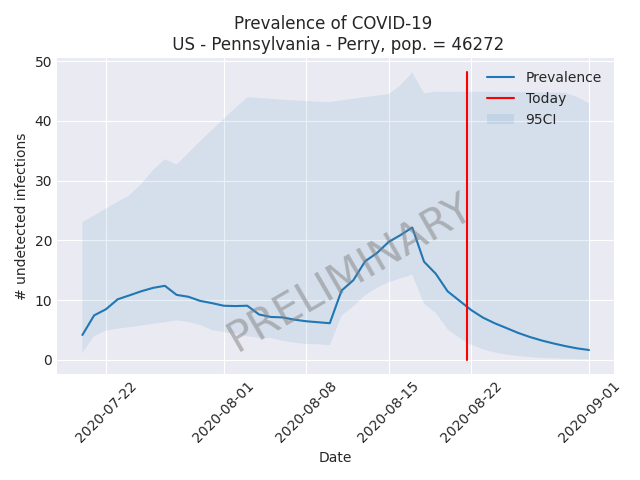 Prevalence of COVID-19
US - Pennsylvania - Perry, pop. = 46272
# undetected infections
50
40
30
20
10
0
Prevalence
Today
95CI
PRELIMINARY
2020-07-22
2020-08-01
2020-08-08
2020-08-15
2020-08-22
2020-09-01
Date